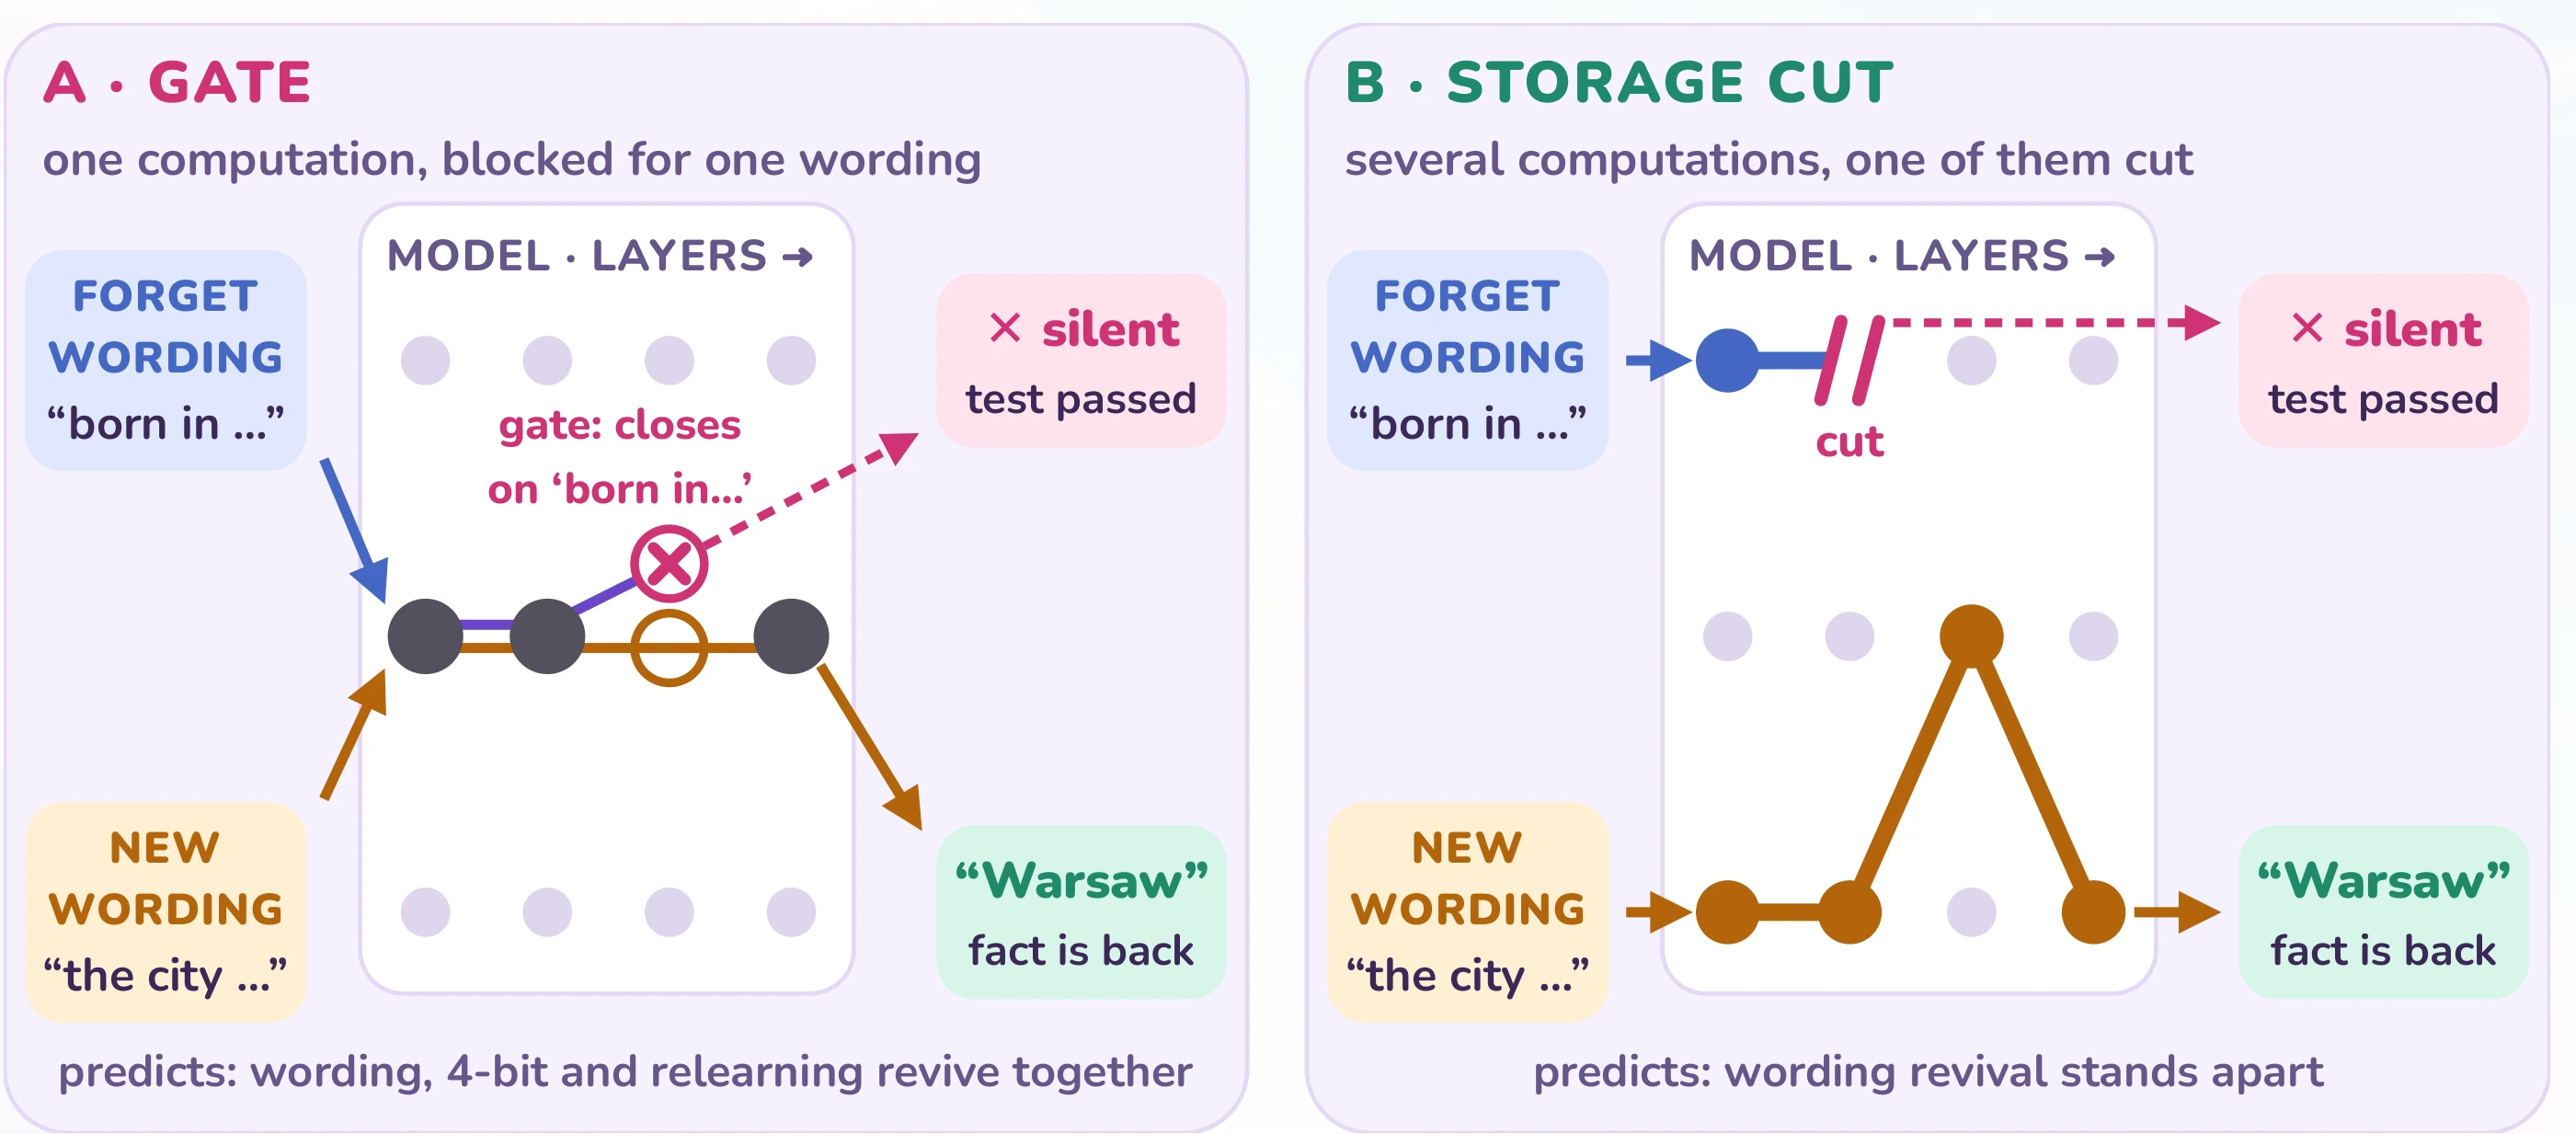 A · GATE
one computation, blocked for one wording
MODEL · LAYERS →
FORGET
WORDING
“born in ...”
gate: closes
on ‘born in...’
✕ silent
test passed
NEW
WORDING
“the city ...”
“Warsaw”
fact is back
predicts: wording, 4-bit and relearning revive together
B · STORAGE CUT
several computations, one of them cut
MODEL · LAYERS →
FORGET
WORDING
“born in ...”
cut
✕ silent
test passed
NEW
WORDING
“the city ...”
“Warsaw”
fact is back
predicts: wording revival stands apart